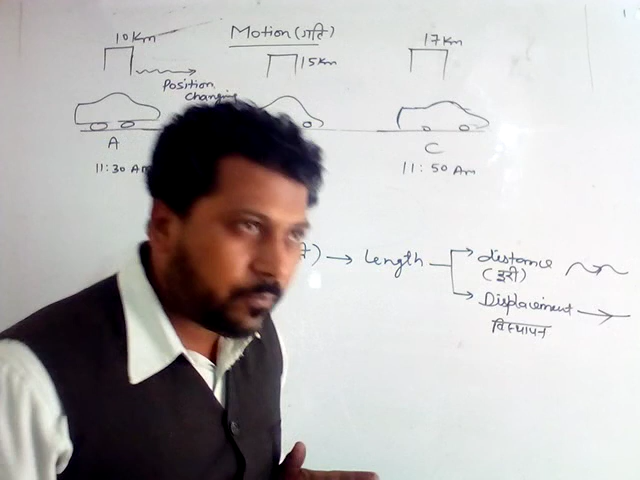 Motion (गति)
10 Km
15 Km
17 Km
Position
Changing
A
C
11:30 Am
11:50 Am
) → Length
distance
(दूरी)
Displacement
विस्थापन